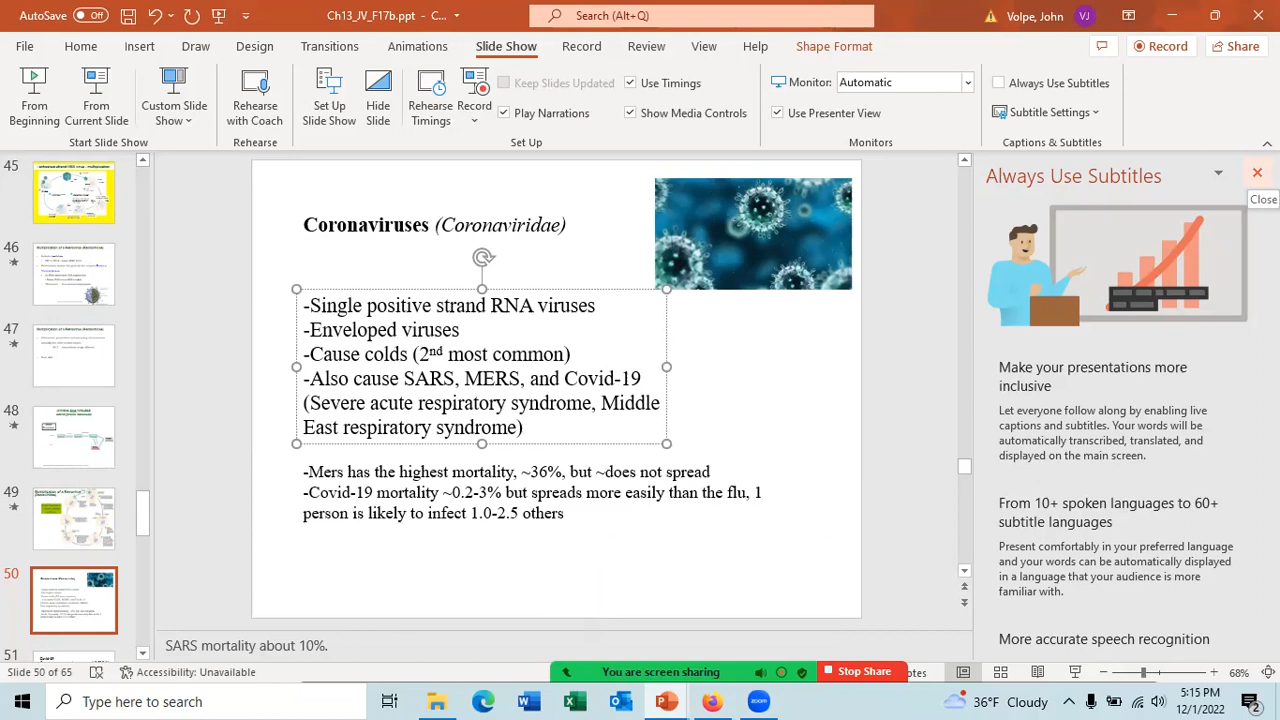 AutoSave Off Ch13_JV_F17b.ppt Search (Alt+Q) Volpe, John VJ
File Home Insert Draw Design Transitions Animations Slide Show Record Review View Help Shape Format Record Share
From Beginning
From Current Slide
Custom Slide Show
Start Slide Show
Rehearse with Coach
Rehearse
Set Up Slide Show
Hide Slide
Rehearse Timings
Record
Keep Slides Updated
Use Timings
Play Narrations
Show Media Controls
Set Up
Monitor: Automatic
Use Presenter View
Monitors
Always Use Subtitles
Subtitle Settings
Captions & Subtitles
45
46
47
48
49
50
51
Coronaviruses (Coronaviridae)
-Single positive strand RNA viruses
-Enveloped viruses
-Cause colds (2nd most common)
-Also cause SARS, MERS, and Covid-19
(Severe acute respiratory syndrome, Middle
East respiratory syndrome)
-Mers has the highest mortality, ~36%, but ~does not spread
-Covid-19 mortality ~0.2-3% but spreads more easily than the flu, 1
person is likely to infect 1.0-2.5 others
SARS mortality about 10%.
Always Use Subtitles
Close
Make your presentations more
inclusive
Let everyone follow along by enabling live
captions and subtitles. Your words will be
automatically transcribed, translated, and
displayed on the main screen.
From 10+ spoken languages to 60+
subtitle languages
Present comfortably in your preferred language
and your words can be automatically displayed
in a language that your audience is more
familiar with.
More accurate speech recognition
Slide 50 of 65 Accessibility: Unavailable You are screen sharing Stop Share otes 68%
Type here to search 36°F Cloudy 5:15 PM
12/1/2022 2